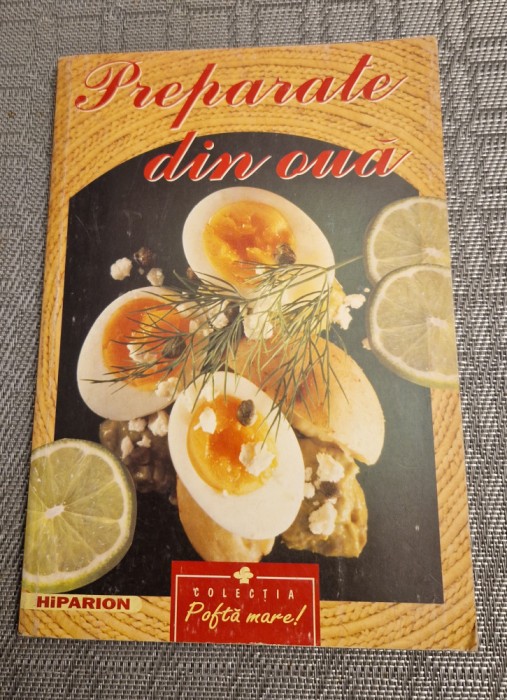 Preparate
din ouă
COLECȚIA
Poftă mare!
HiPARION